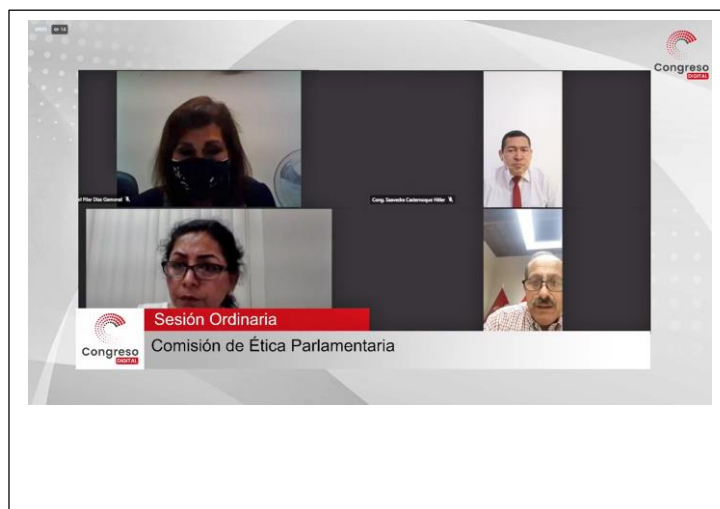 Congreso
DIGITAL
Cong. Saavedra Casternoque Hitler
Sesión Ordinaria
Comisión de Ética Parlamentaria
Congreso
DIGITAL